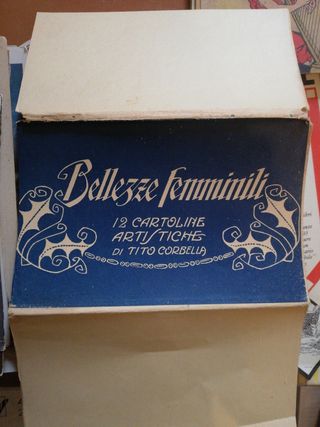 Bellezze femminili
12 CARTOLINE
ARTISTICHE
DI TITO CORBELLA